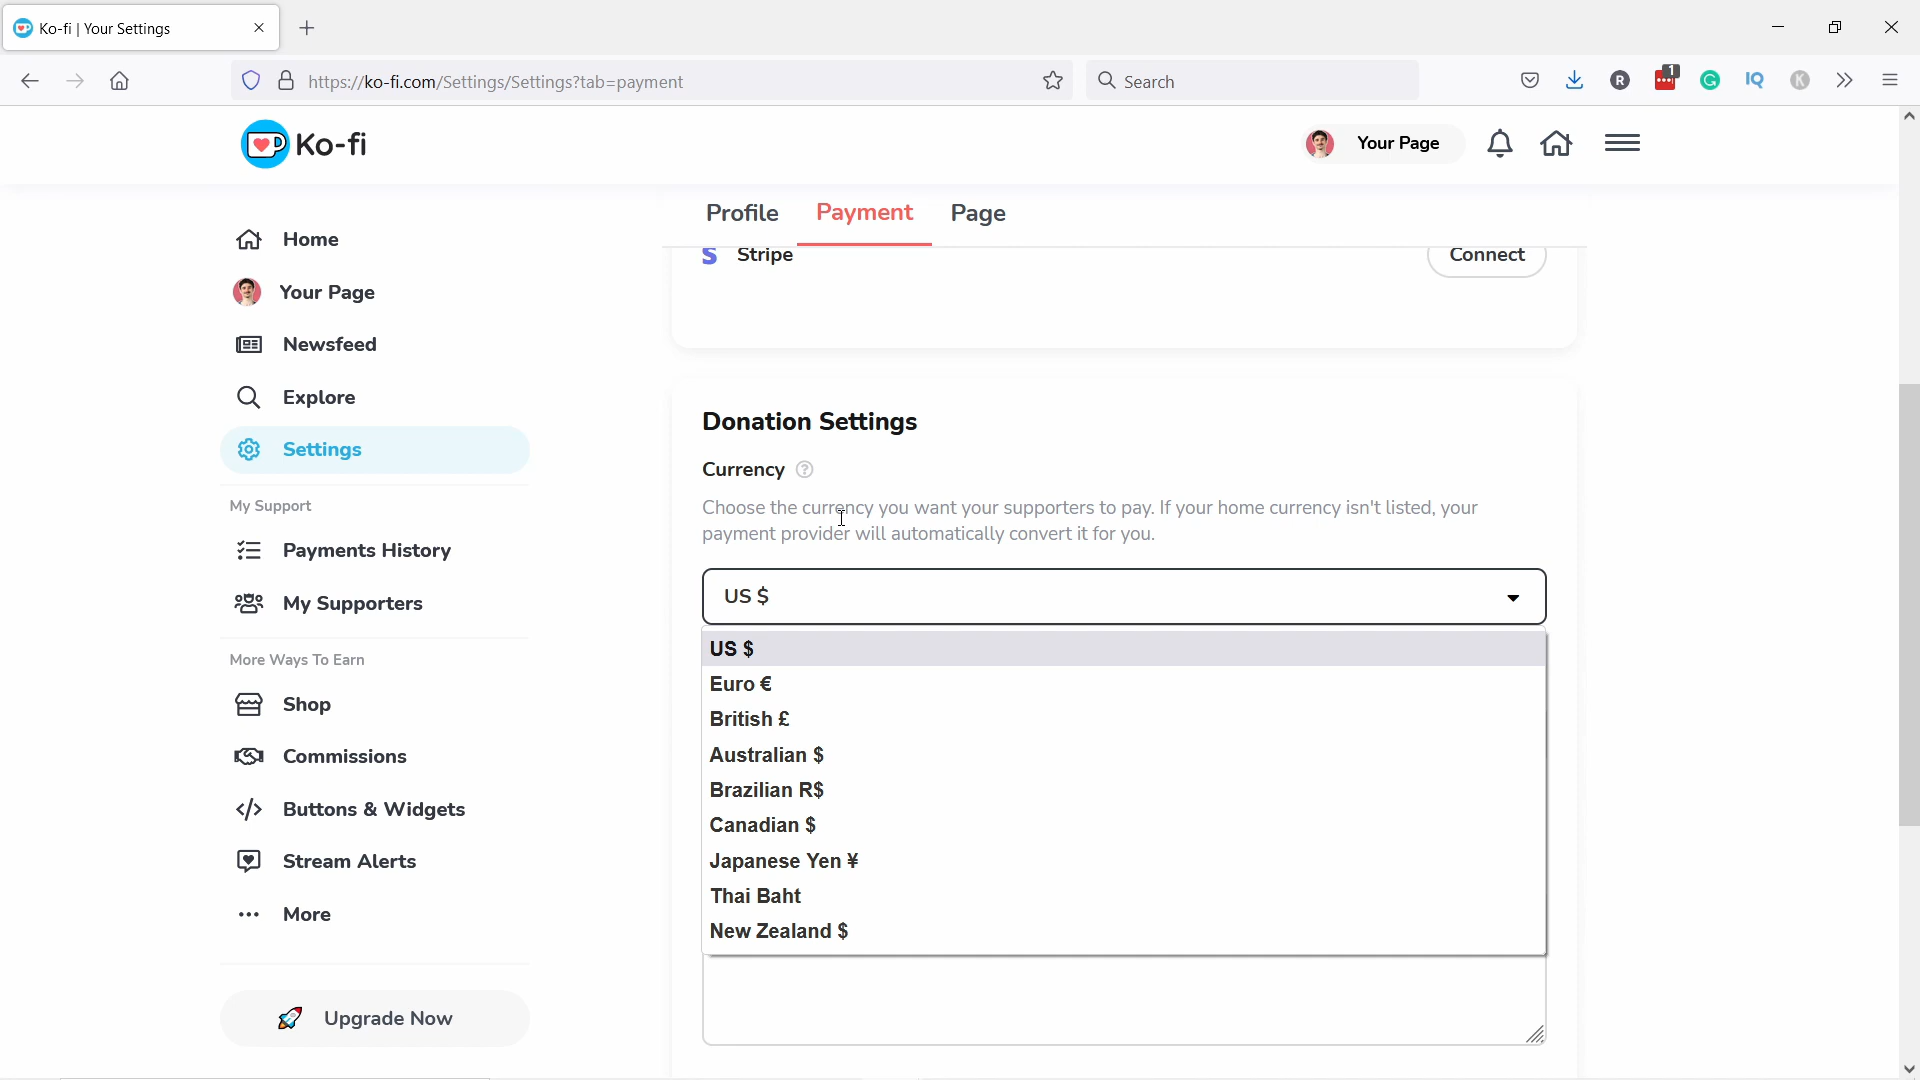 Ko-fi | Your Settings
https://ko-fi.com/Settings/Settings?tab=payment
Search
R
1
G
IQ
K
Ko-fi
Your Page
Profile
Payment
Page
Home
Your Page
Newsfeed
Explore
Settings
My Support
Payments History
My Supporters
More Ways To Earn
Shop
Commissions
Buttons & Widgets
Stream Alerts
More
Upgrade Now
S Stripe
Connect
Donation Settings
Currency ?
Choose the currency you want your supporters to pay. If your home currency isn't listed, your
payment provider will automatically convert it for you.
US $
US $
Euro €
British £
Australian $
Brazilian R$
Canadian $
Japanese Yen ¥
Thai Baht
New Zealand $